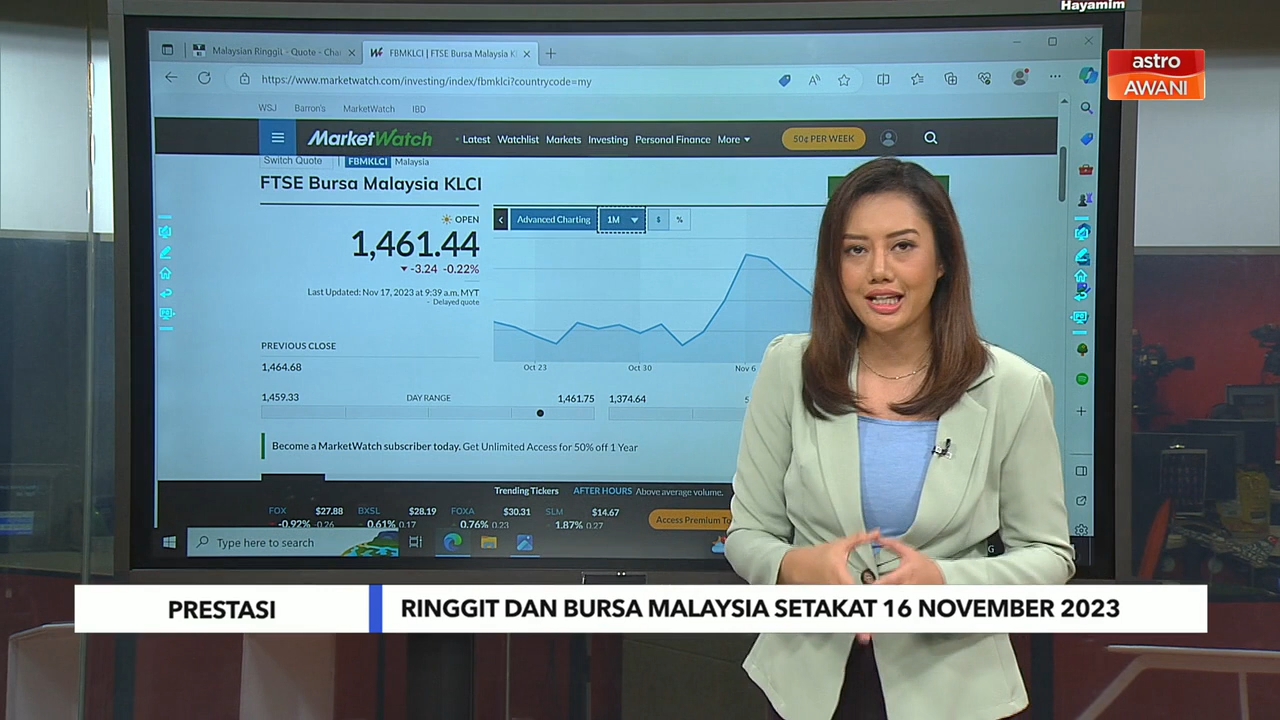 Hayamim
astro
AWANI
Malaysian Ringgit - Quote - Cha
FBMKLCI | FTSE Bursa Malaysia K
https://www.marketwatch.com/investing/index/fbmklci?countrycode=my
WSJ Barron's MarketWatch IBD
MarketWatch Latest Watchlist Markets Investing Personal Finance More 50¢ PER WEEK
Switch Quote | FBMKLCI Malaysia
FTSE Bursa Malaysia KLCI
OPEN
1,461.44
-3.24 -0.22%
Last Updated: Nov 17, 2023 at 9:39 a.m. MYT
- Delayed quote
Advanced Charting 1M $ %
Oct 23 Oct 30 Nov 6
PREVIOUS CLOSE
1,464.68
1,459.33 DAY RANGE 1,461.75 1,374.64 5
Become a MarketWatch subscriber today. Get Unlimited Access for 50% off 1 Year
Trending Tickers AFTER HOURS Above average volume.
FOX $27.88 BXSL $28.19 FOXA $30.31 SLM $14.67
-0.92% -0.26 0.61% 0.17 0.76% 0.23 1.87% 0.27
Access Premium To
Type here to search
G
PRESTASI
RINGGIT DAN BURSA MALAYSIA SETAKAT 16 NOVEMBER 2023